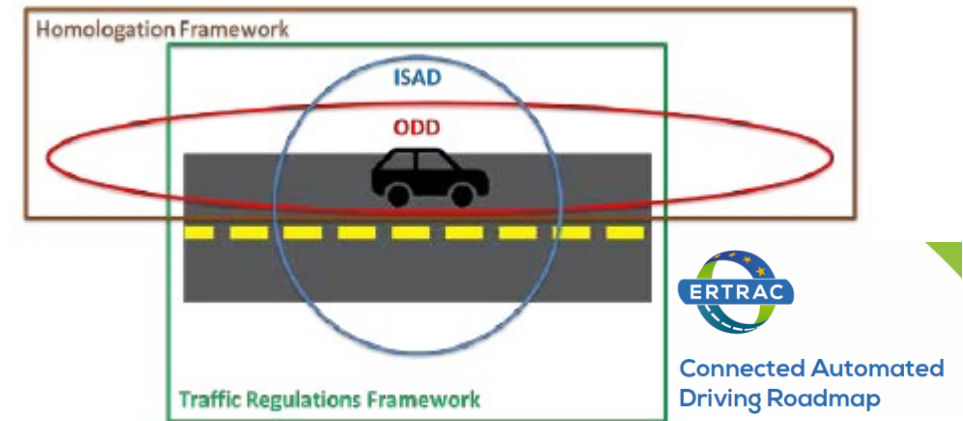 Homologation Framework
ISAD
ODD
ERTRAC
Connected Automated
Driving Roadmap
Traffic Regulations Framework